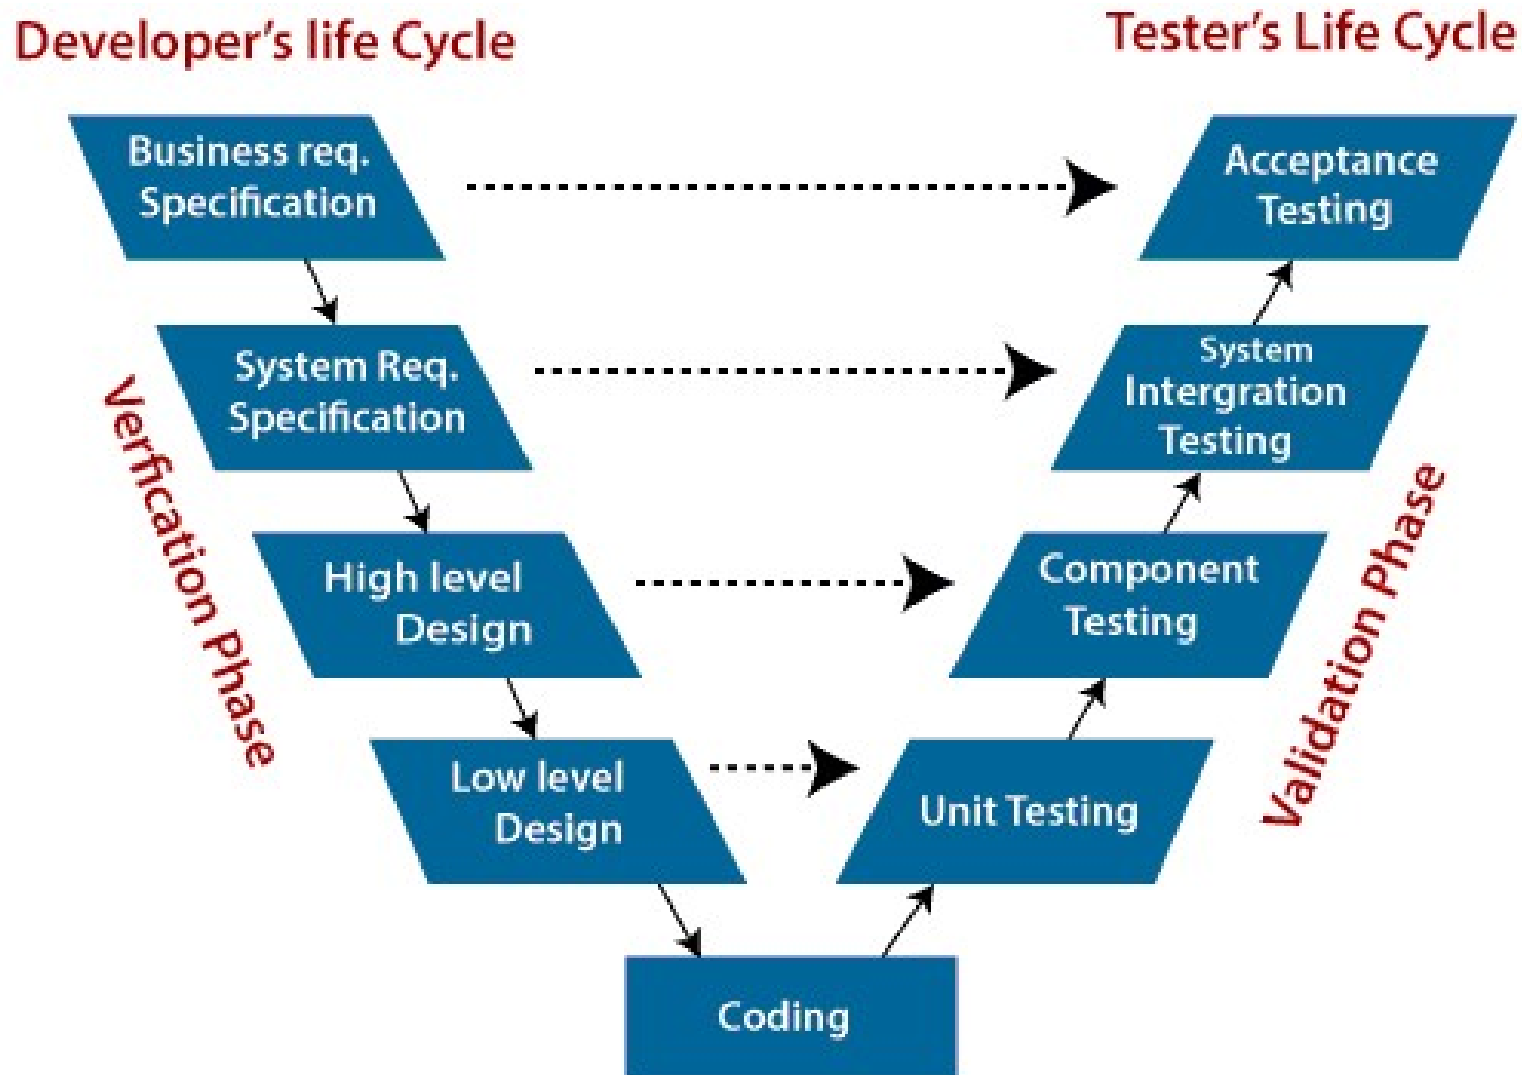 Developer's life Cycle
Tester's Life Cycle
Business req.
Specification
Acceptance
Testing
System Req.
Specification
System
Intergration
Testing
Verfication Phase
High level
Design
Component
Testing
Validation Phase
Low level
Design
Unit Testing
Coding